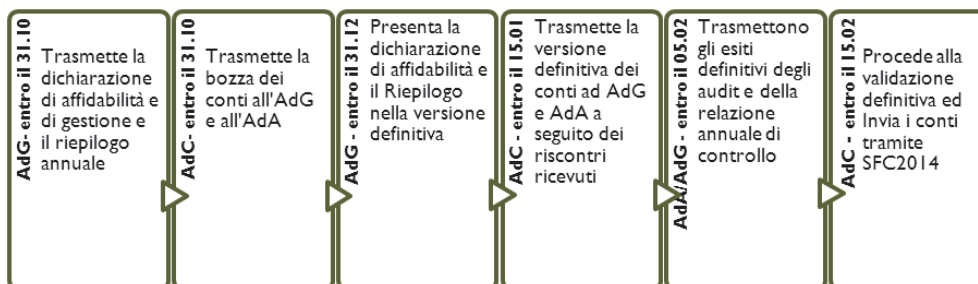 AdG- entro il 31.10
Trasmette la
dichiarazione
di affidabilità e
di gestione e
il riepilogo
annuale
AdC- entro il 31.10
Trasmette la
bozza dei
conti all'AdG
e all'AdA
AdG - entro il 31.12
Presenta la
dichiarazione
di affidabilità e
il Riepilogo
nella versione
definitiva
AdC - entro il 15.01
Trasmette la
versione
definitiva dei
conti ad AdG
e AdA a
seguito dei
riscontri
ricevuti
AdA/AdG - entro il 05.02
Trasmettono
gli esiti
definitivi degli
audit e della
relazione
annuale di
controllo
AdC - entro il 15.02
Procede alla
validazione
definitiva ed
Invia i conti
tramite
SFC2014